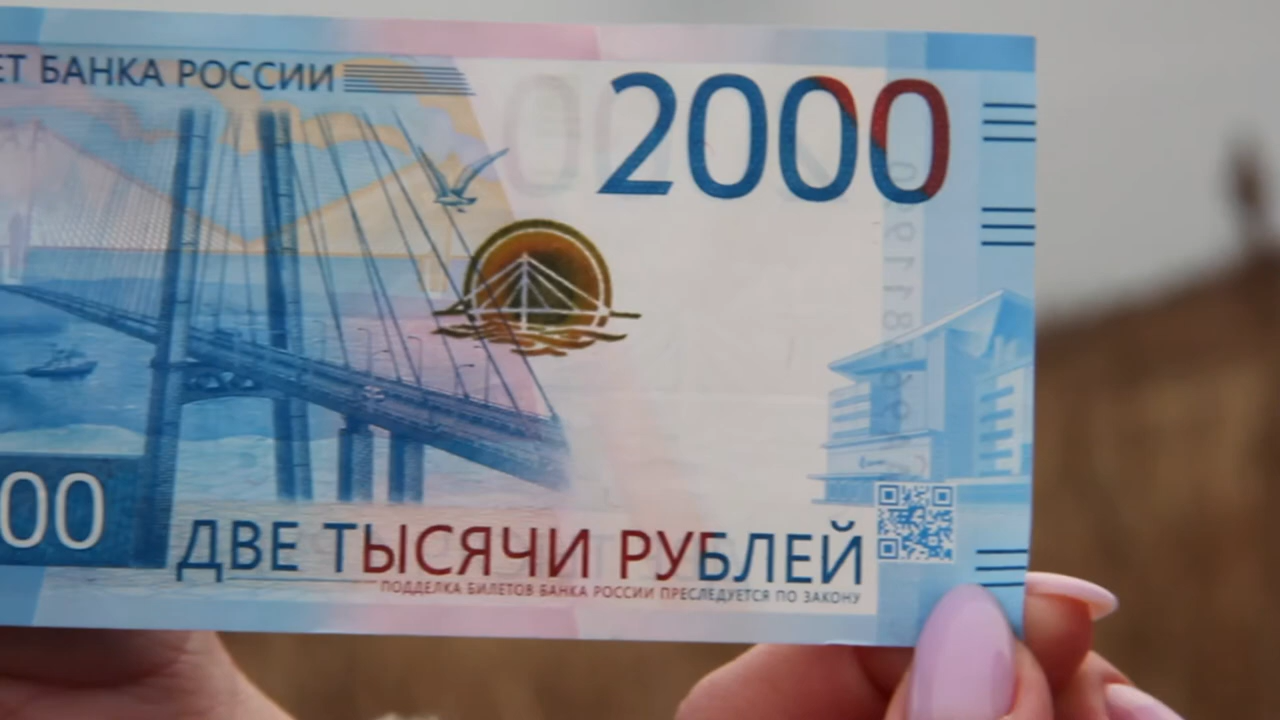 ЕТ БАНКА РОССИИ
2000
00
ДВЕ ТЫСЯЧИ РУБЛЕЙ
ПОДДЕЛКА БИЛЕТОВ БАНКА РОССИИ ПРЕСЛЕДУЕТСЯ ПО ЗАКОНУ